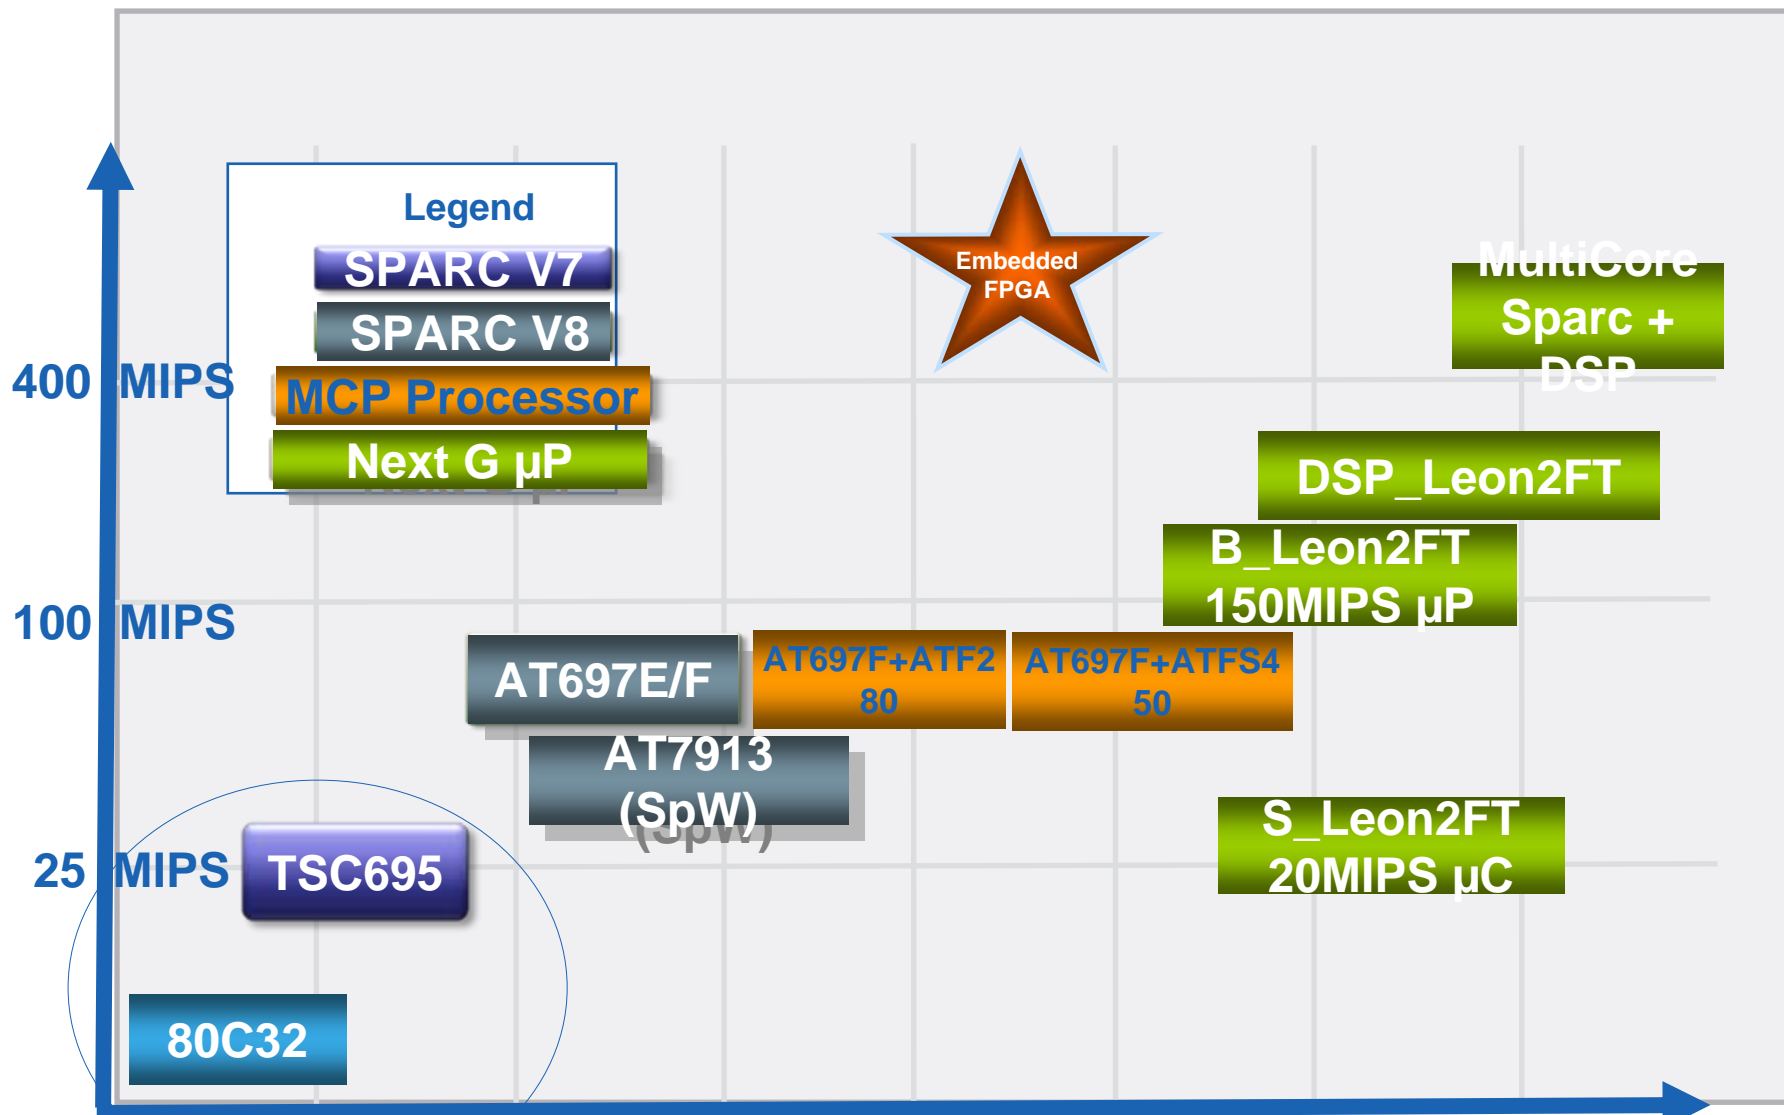 Legend
SPARC V7
SPARC V8
MCP Processor
Next G µP
Embedded
FPGA
MultiCore
Sparc +
DSP
400 MIPS
DSP_Leon2FT
B_Leon2FT
150MIPS µP
100 MIPS
AT697E/F
AT697F+ATF2
80
AT697F+ATFS4
50
AT7913
(SpW)
S_Leon2FT
20MIPS µC
25 MIPS
TSC695
80C32